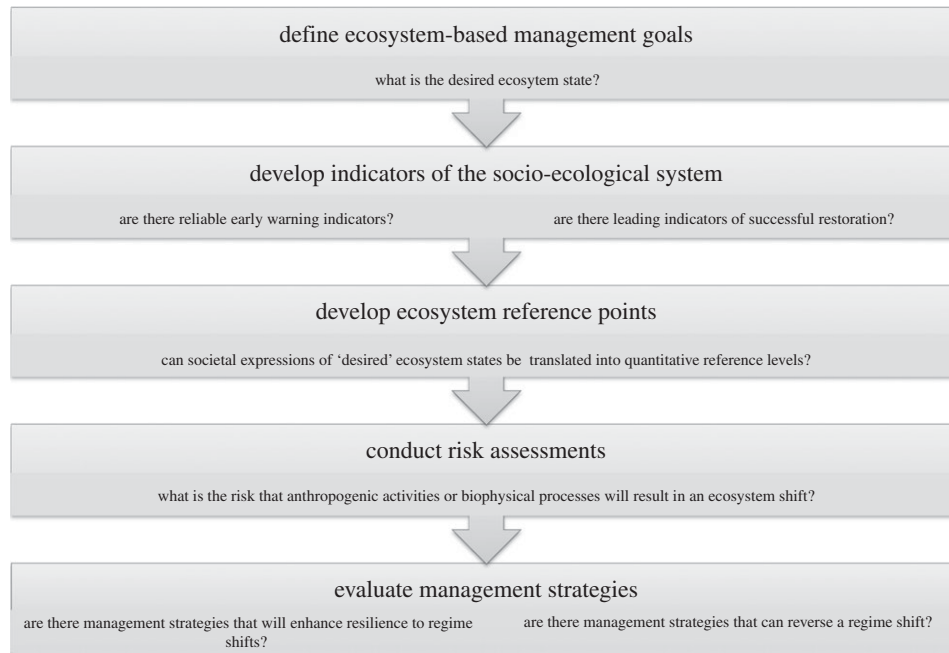 define ecosystem-based management goals
what is the desired ecosytem state?
develop indicators of the socio-ecological system
are there reliable early warning indicators?
are there leading indicators of successful restoration?
develop ecosystem reference points
can societal expressions of ‘desired’ ecosystem states be translated into quantitative reference levels?
conduct risk assessments
what is the risk that anthropogenic activities or biophysical processes will result in an ecosystem shift?
evaluate management strategies
are there management strategies that will enhance resilience to regime
shifts?
are there management strategies that can reverse a regime shift?